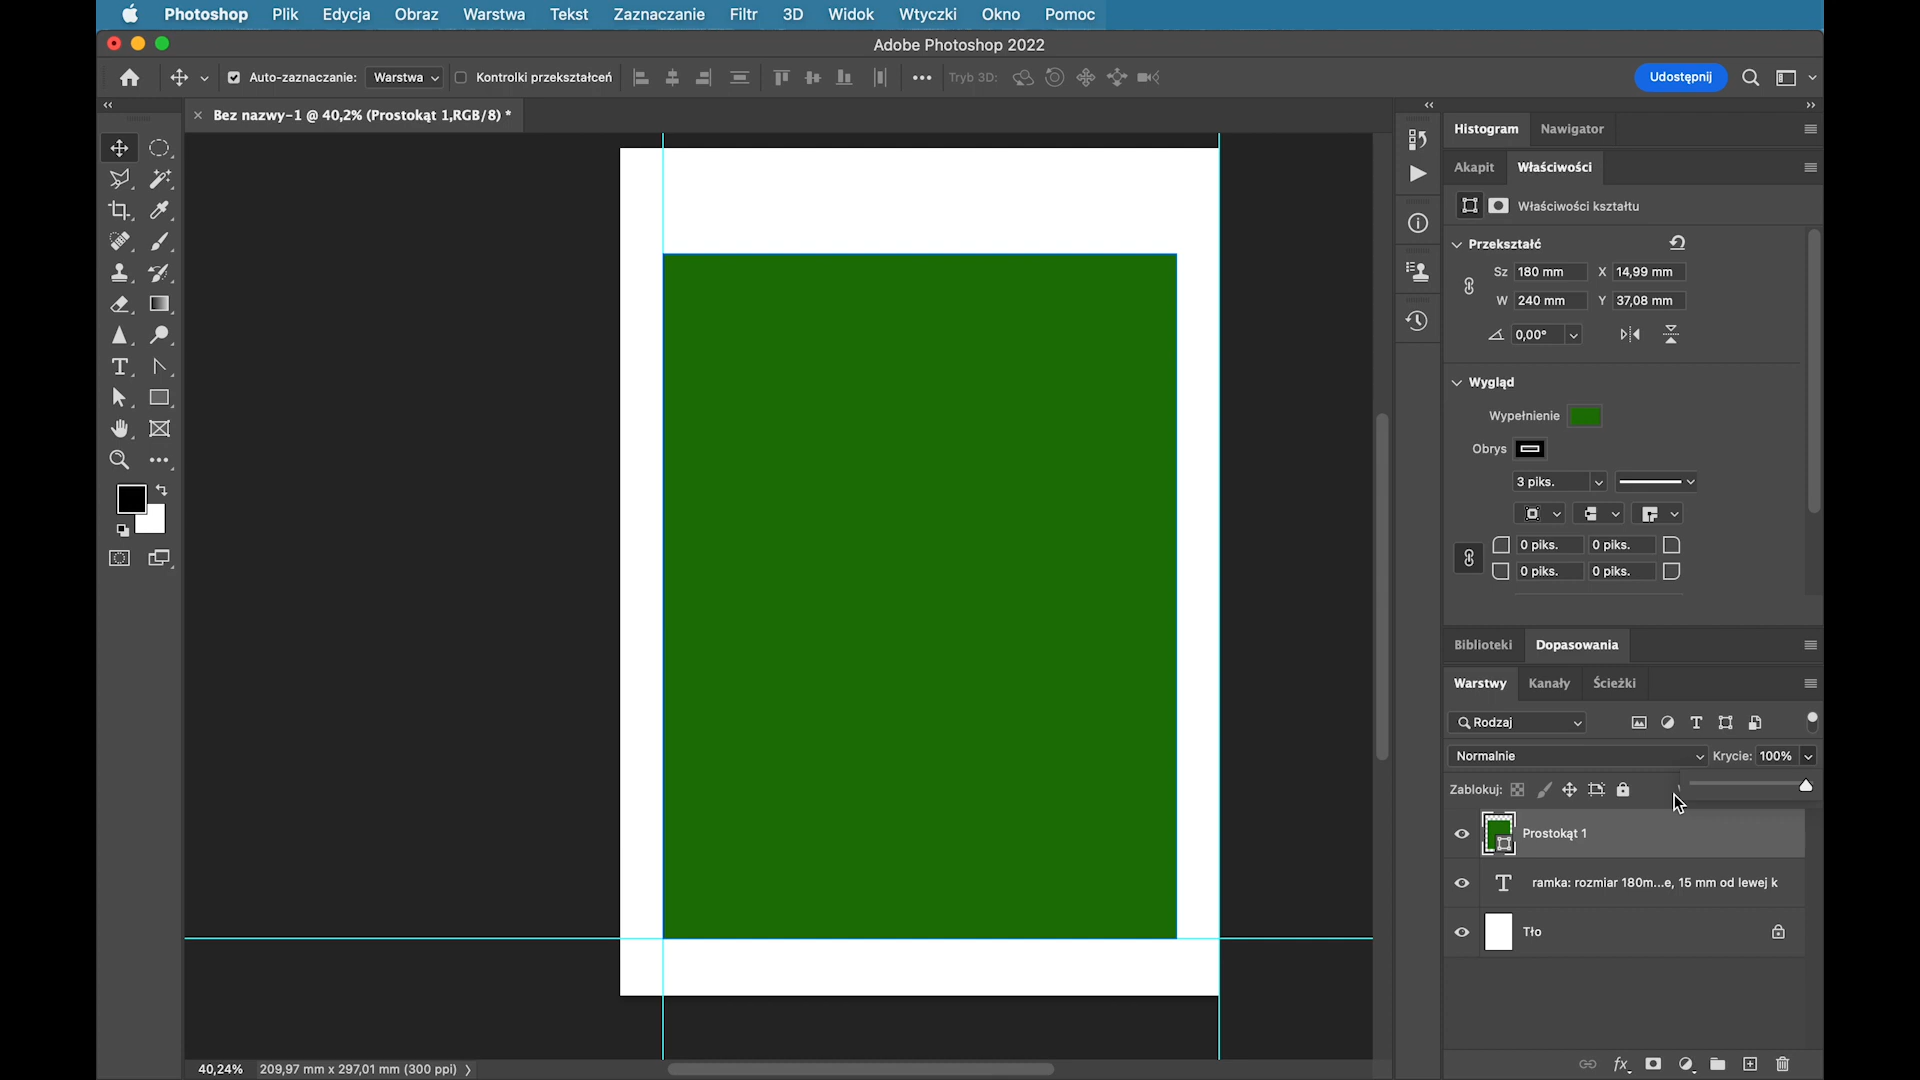 Photoshop Plik Edycja Obraz Warstwa Tekst Zaznaczanie Filtr 3D Widok Wtyczki Okno Pomoc
Adobe Photoshop 2022
Auto-zaznaczanie: Warstwa Kontrolki przekształceń Tryb 3D: Udostępnij
Bez nazwy-1 @ 40,2% (Prostokąt 1,RGB/8) *
Histogram Nawigator
Akapit Właściwości
Właściwości kształtu
Przekształć
Sz 180 mm X 14,99 mm
W 240 mm Y 37,08 mm
0,00°
Wygląd
Wypełnienie
Obrys
3 piks.
0 piks. 0 piks.
0 piks. 0 piks.
Biblioteki Dopasowania
Warstwy Kanały Ścieżki
Rodzaj
Normalnie Krycie: 100%
Zablokuj:
Prostokąt 1
ramka: rozmiar 180m...e, 15 mm od lewej k
Tło
40,24% 209,97 mm x 297,01 mm (300 ppi)